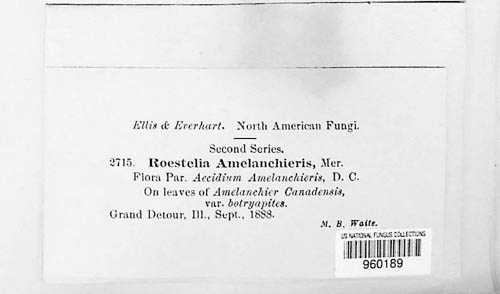 Ellis & Everhart. North American Fungi.
Second Series.
2715. Roestelia Amelanchieris, Mer.
Flora Par. Aecidium Amelanchieris, D. C.
On leaves of Amelanchier Canadensis,
var. botryapites.
Grand Detour, Ill., Sept., 1888.
M. B. Waite.
US NATIONAL FUNGUS COLLECTIONS
960189